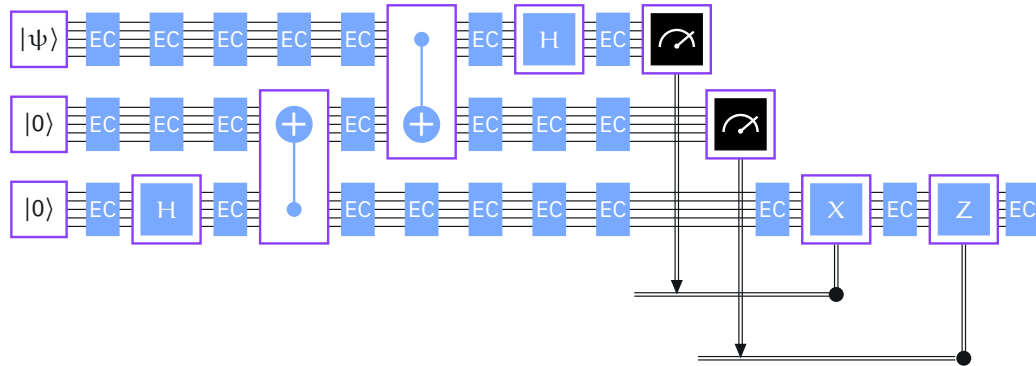 |ψ⟩ EC EC EC EC EC EC H EC
|0⟩ EC EC EC EC EC EC EC
|0⟩ EC H EC EC EC EC EC EC EC X EC Z EC